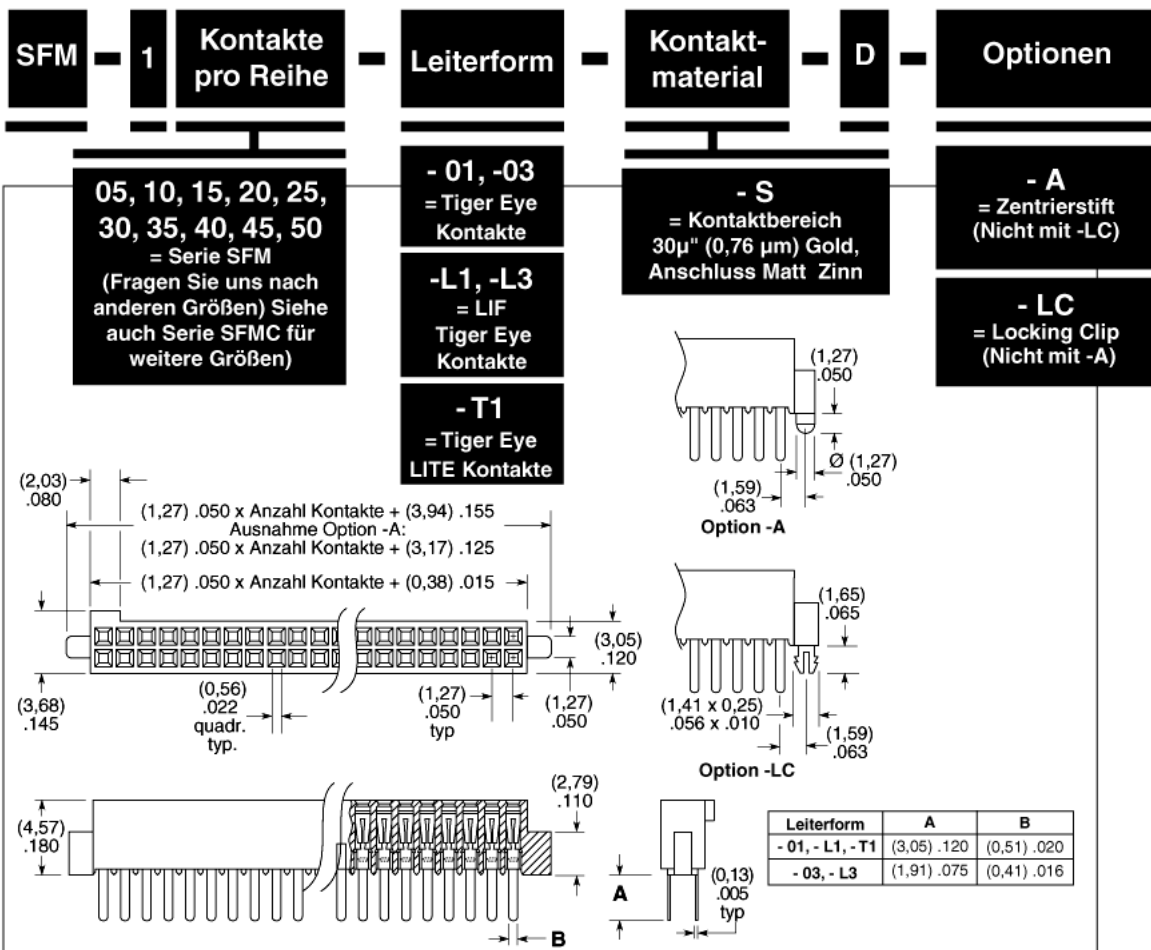 SFM - 1 Kontakte pro Reihe - Leiterform - Kontakt-material - D - Optionen
05, 10, 15, 20, 25,
30, 35, 40, 45, 50
= Serie SFM
(Fragen Sie uns nach
anderen Größen) Siehe
auch Serie SFMC für
weitere Größen)
- 01, -03
= Tiger Eye
Kontakte
-L1, -L3
= LIF
Tiger Eye
Kontakte
- T1
= Tiger Eye
LITE Kontakte
- S
= Kontaktbereich
30µ" (0,76 µm) Gold,
Anschluss Matt Zinn
- A
= Zentrierstift
(Nicht mit -LC)
- LC
= Locking Clip
(Nicht mit -A)
(1,27)
.050
Ø (1,27)
.050
(1,59)
.063
Option -A
(2,03)
.080
(1,27) .050 x Anzahl Kontakte + (3,94) .155
Ausnahme Option -A:
(1,27) .050 x Anzahl Kontakte + (3,17) .125
(1,27) .050 x Anzahl Kontakte + (0,38) .015
(3,05)
.120
(3,68)
.145
(0,56)
.022
quadr.
typ.
(1,27)
.050
typ
(1,27)
.050
(1,65)
.065
(1,41 x 0,25)
.056 x .010
(1,59)
.063
Option -LC
(4,57)
.180
(2,79)
.110
B
A
(0,13)
.005
typ
Leiterform A B
- 01, - L1, - T1 (3,05) .120 (0,51) .020
- 03, - L3 (1,91) .075 (0,41) .016